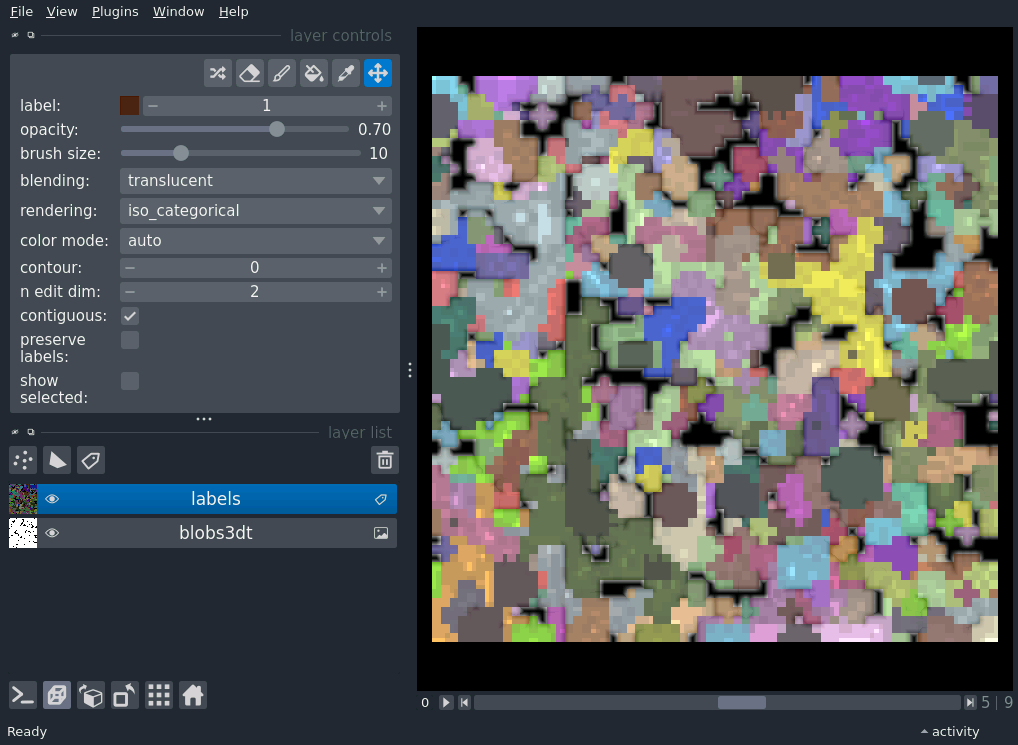 File View Plugins Window Help
layer controls
label: 1
opacity: 0.70
brush size: 10
blending: translucent
rendering: iso_categorical
color mode: auto
contour: 0
n edit dim: 2
contiguous:
preserve
labels:
show
selected:
layer list
labels
blobs3dt
0 5 | 9
Ready activity